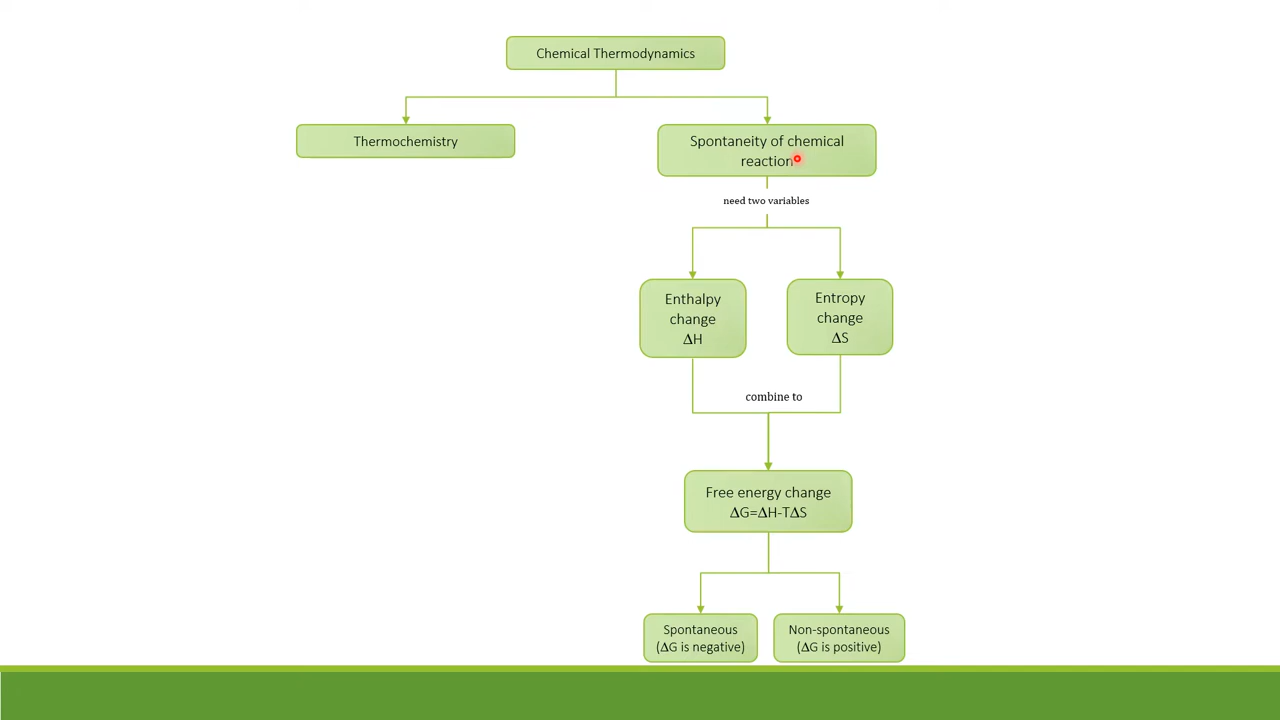 Chemical Thermodynamics
Thermochemistry
Spontaneity of chemical
reaction
need two variables
Enthalpy
change
ΔH
Entropy
change
ΔS
combine to
Free energy change
ΔG=ΔH-TΔS
Spontaneous
(ΔG is negative)
Non-spontaneous
(ΔG is positive)